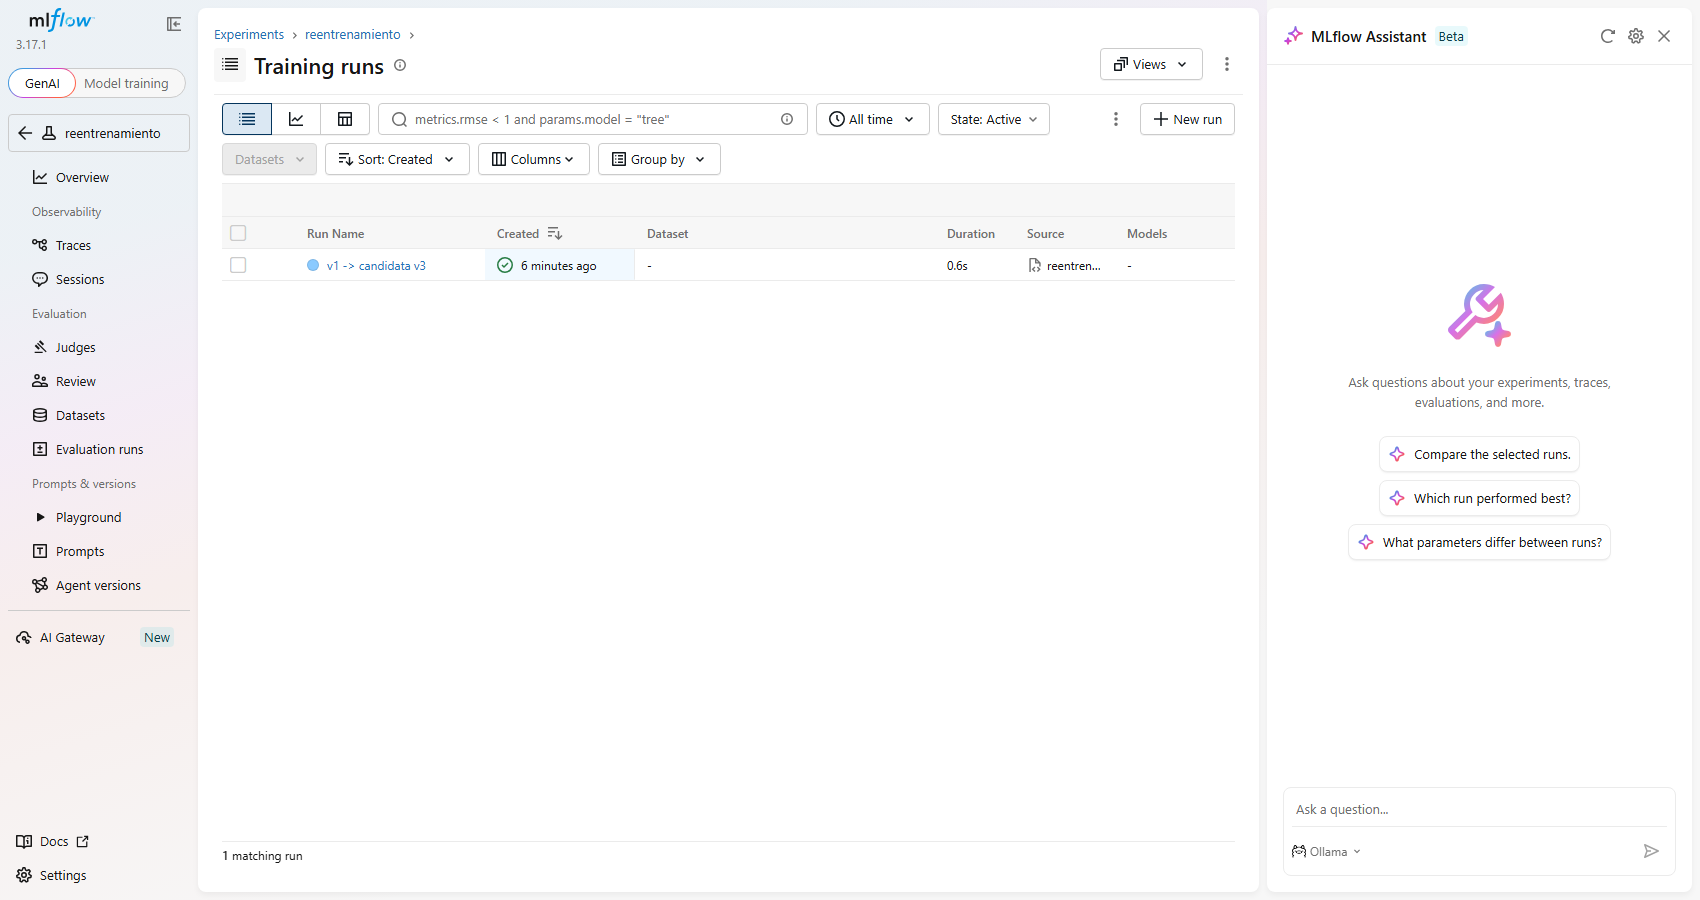 mlflow
3.17.1
GenAI
Model training
reentrenamiento
Overview
Observability
Traces
Sessions
Evaluation
Judges
Review
Datasets
Evaluation runs
Prompts & versions
Playground
Prompts
Agent versions
AI Gateway
New
Docs
Settings
Experiments > reentrenamiento >
Training runs
Views
metrics.rmse < 1 and params.model = "tree"
All time
State: Active
New run
Datasets
Sort: Created
Columns
Group by
Run Name Created Dataset Duration Source Models
v1 -> candidata v3 6 minutes ago - 0.6s reentren... -
1 matching run
MLflow Assistant Beta
Ask questions about your experiments, traces,
evaluations, and more.
Compare the selected runs.
Which run performed best?
What parameters differ between runs?
Ask a question...
Ollama